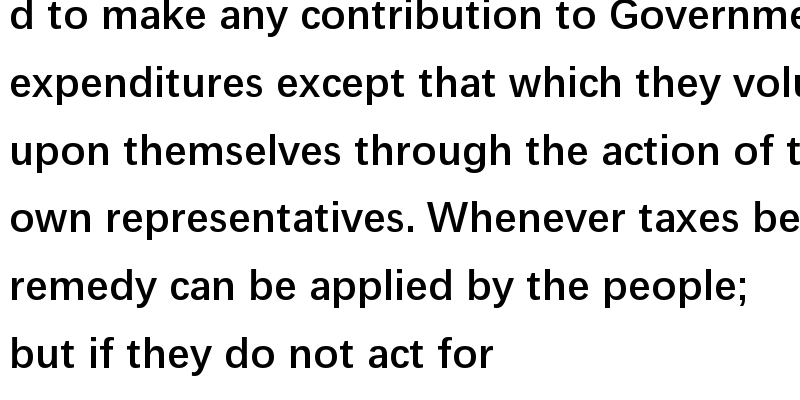 d to make any contribution to Governme
expenditures except that which they volu
upon themselves through the action of t
own representatives. Whenever taxes be
remedy can be applied by the people;
but if they do not act for